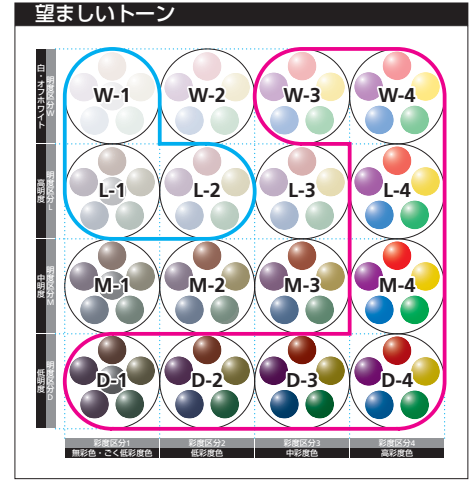 望ましいトーン
白・オフホワイト
明度区分W
W-1 W-2 W-3 W-4
高明度
明度区分L
L-1 L-2 L-3 L-4
中明度
明度区分M
M-1 M-2 M-3 M-4
低明度
明度区分D
D-1 D-2 D-3 D-4
彩度区分1 彩度区分2 彩度区分3 彩度区分4
無彩色・ごく低彩度色 低彩度色 中彩度色 高彩度色